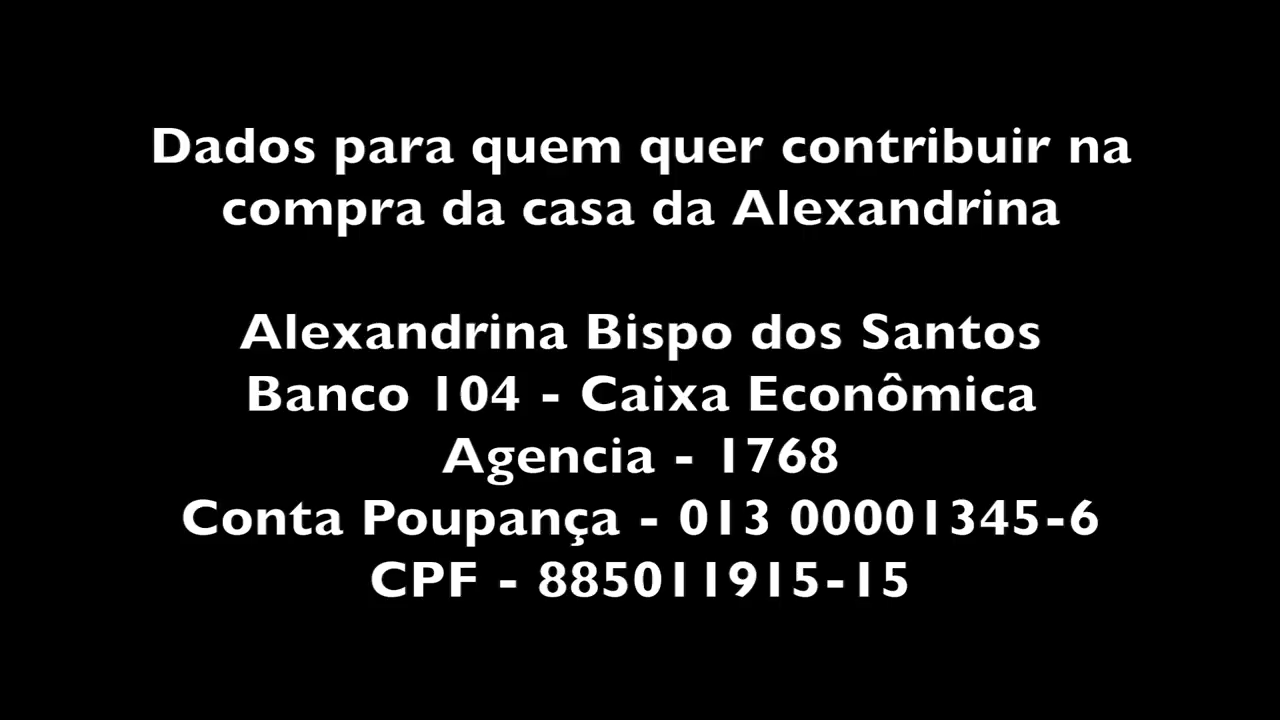 Dados para quem quer contribuir na
compra da casa da Alexandrina
Alexandrina Bispo dos Santos
Banco 104 - Caixa Econômica
Agencia - 1768
Conta Poupança - 013 00001345-6
CPF - 885011915-15